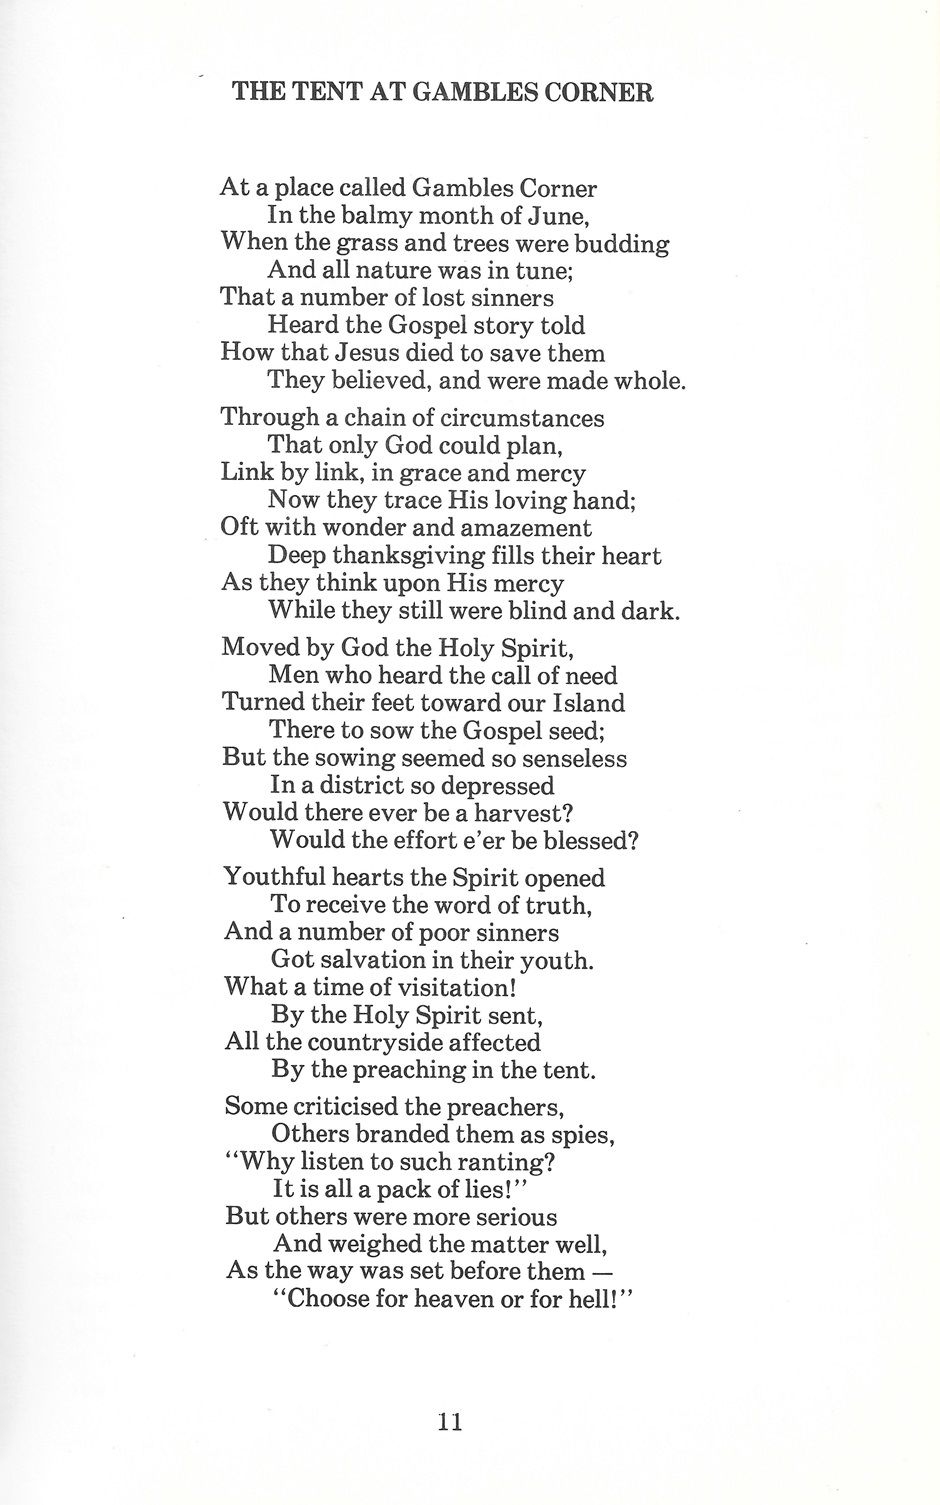 THE TENT AT GAMBLES CORNER
At a place called Gambles Corner
In the balmy month of June,
When the grass and trees were budding
And all nature was in tune;
That a number of lost sinners
Heard the Gospel story told
How that Jesus died to save them
They believed, and were made whole.
Through a chain of circumstances
That only God could plan,
Link by link, in grace and mercy
Now they trace His loving hand;
Oft with wonder and amazement
Deep thanksgiving fills their heart
As they think upon His mercy
While they still were blind and dark.
Moved by God the Holy Spirit,
Men who heard the call of need
Turned their feet toward our Island
There to sow the Gospel seed;
But the sowing seemed so senseless
In a district so depressed
Would there ever be a harvest?
Would the effort e'er be blessed?
Youthful hearts the Spirit opened
To receive the word of truth,
And a number of poor sinners
Got salvation in their youth.
What a time of visitation!
By the Holy Spirit sent,
All the countryside affected
By the preaching in the tent.
Some criticised the preachers,
Others branded them as spies,
“Why listen to such ranting?
It is all a pack of lies!”
But others were more serious
And weighed the matter well,
As the way was set before them —
“Choose for heaven or for hell!”
11